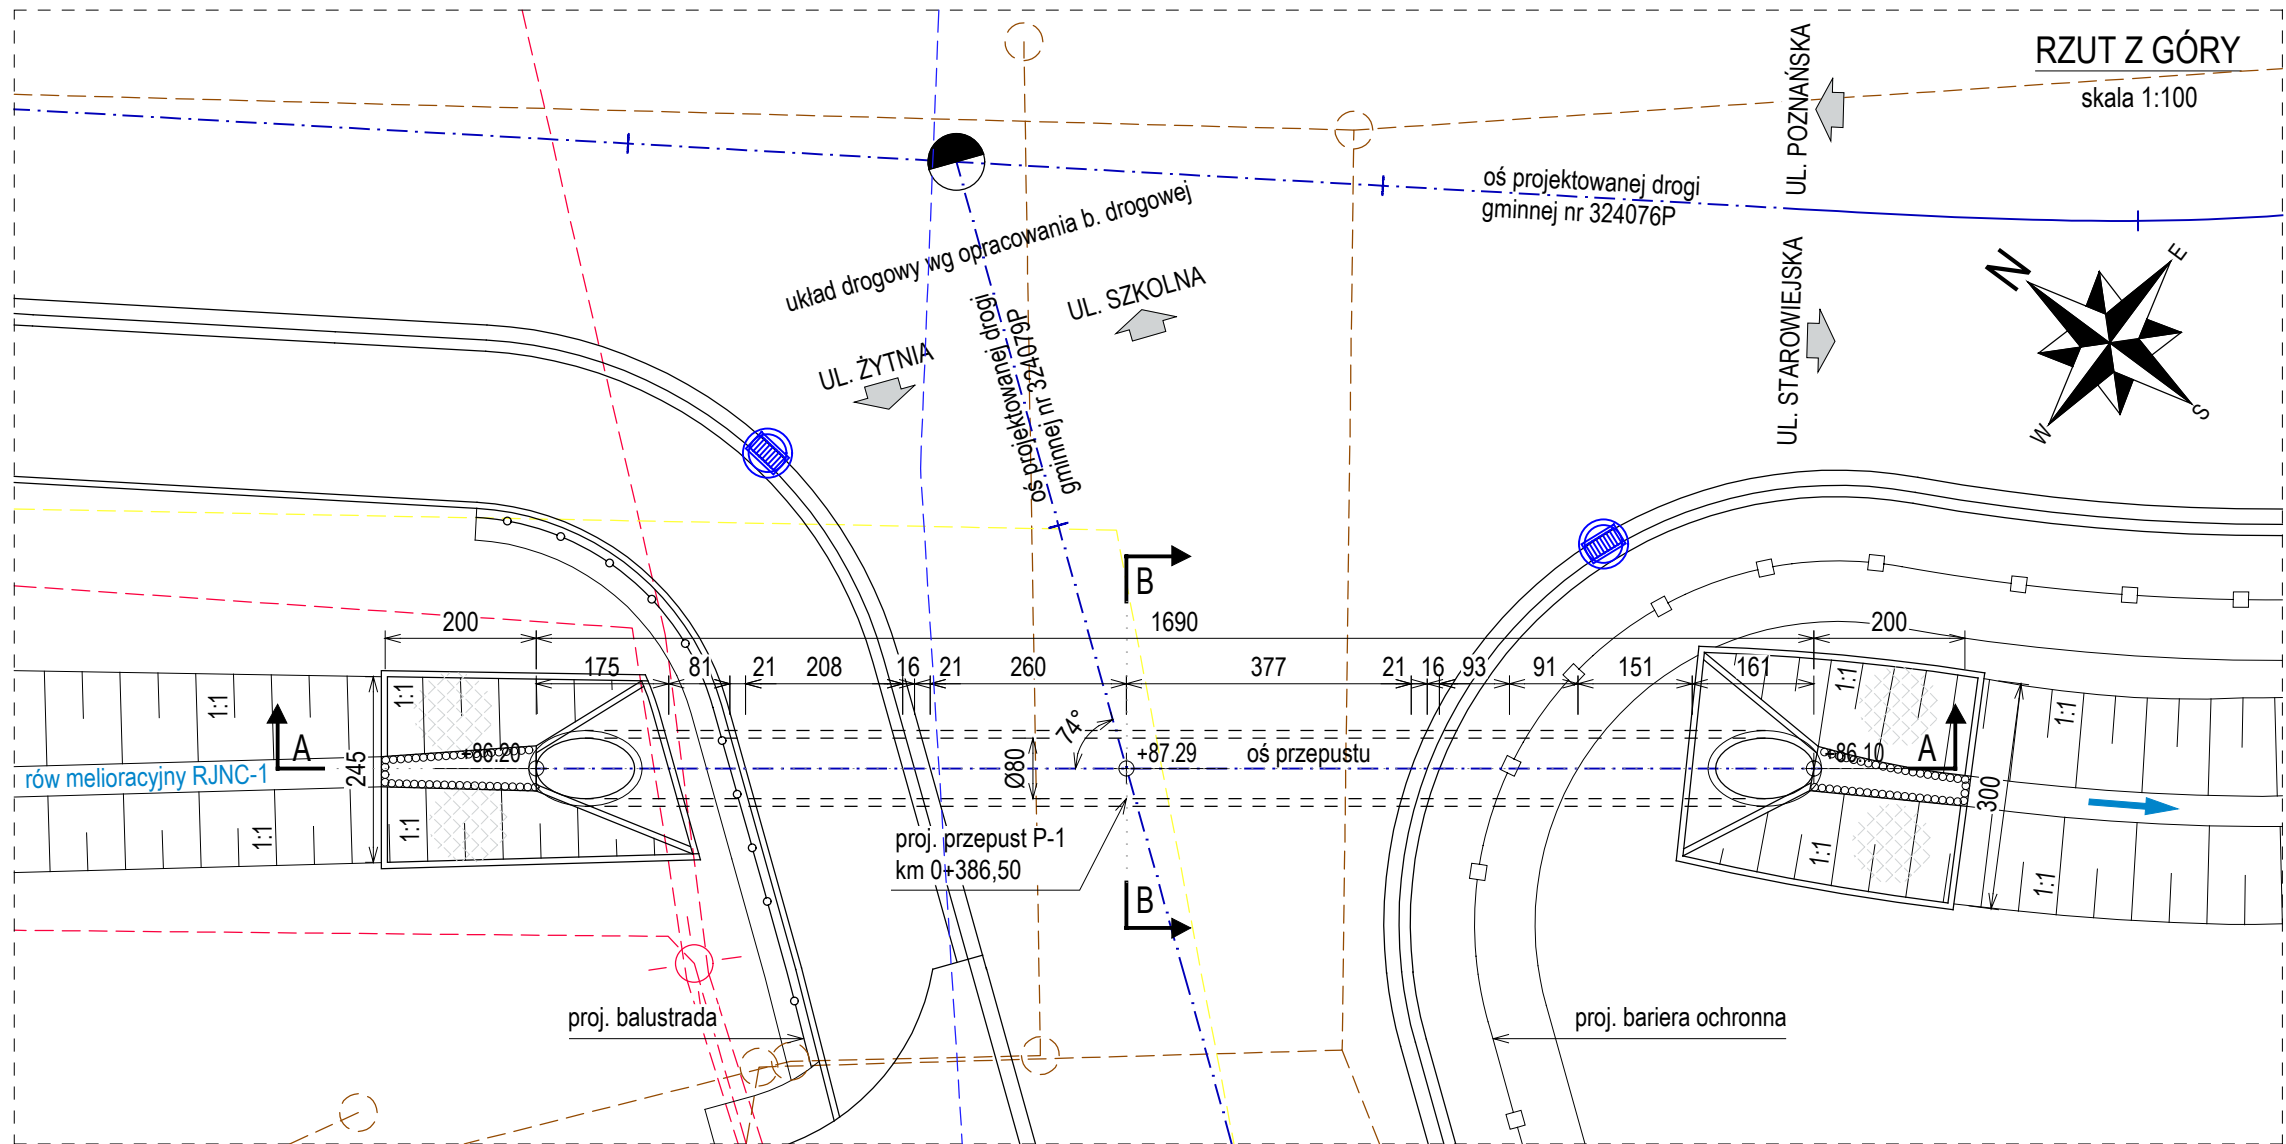 RZUT Z GÓRY
skala 1:100
UL. POZNAŃSKA
oś projektowanej drogi
gminnej nr 324076P
układ drogowy wg opracowania b. drogowej
UL. SZKOLNA
UL. ŻYTNIA
oś projektowanej drogi
gminnej nr 324079P
UL. STAROWIEJSKA
N
E
S
W
B
200
1690
200
175
81
21
208
16
21
260
377
21
16
93
91
151
161
1:1
1:1
1:1
1:1
A
+86.20
245
rów melioracyjny RJNC-1
1:1
1:1
Ø80
74°
+87.29
oś przepustu
+86.10
A
300
1:1
1:1
proj. przepust P-1
km 0+386,50
B
proj. balustrada
proj. bariera ochronna